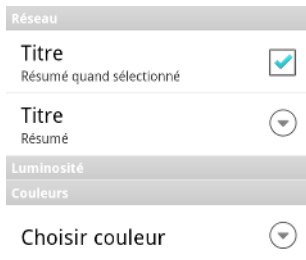 Réseau
Titre
Résumé quand sélectionné
Titre
Résumé
Luminosité
Couleurs
Choisir couleur